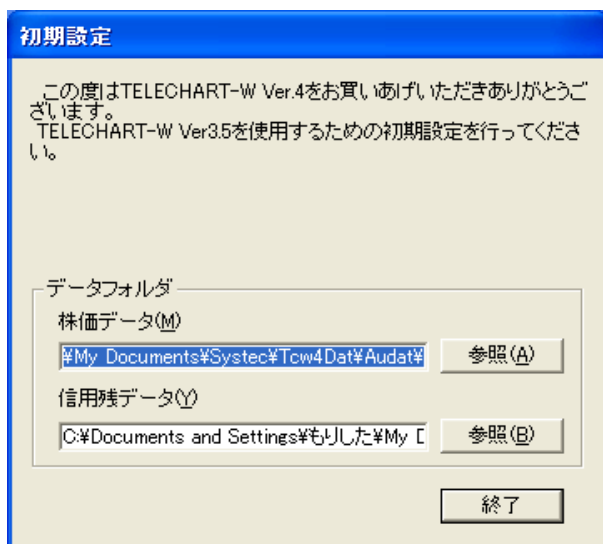 初期設定
この度はTELECHART-W Ver.4をお買いあげいただきありがとうご
ざいます。
TELECHART-W Ver3.5を使用するための初期設定を行ってくださ
い。
データフォルダ
株価データ(M)
¥My Documents¥Systec¥Tcw4Dat¥Audat¥
参照(A)
信用残データ(Y)
C:¥Documents and Settings¥もりした¥My D
参照(B)
終了